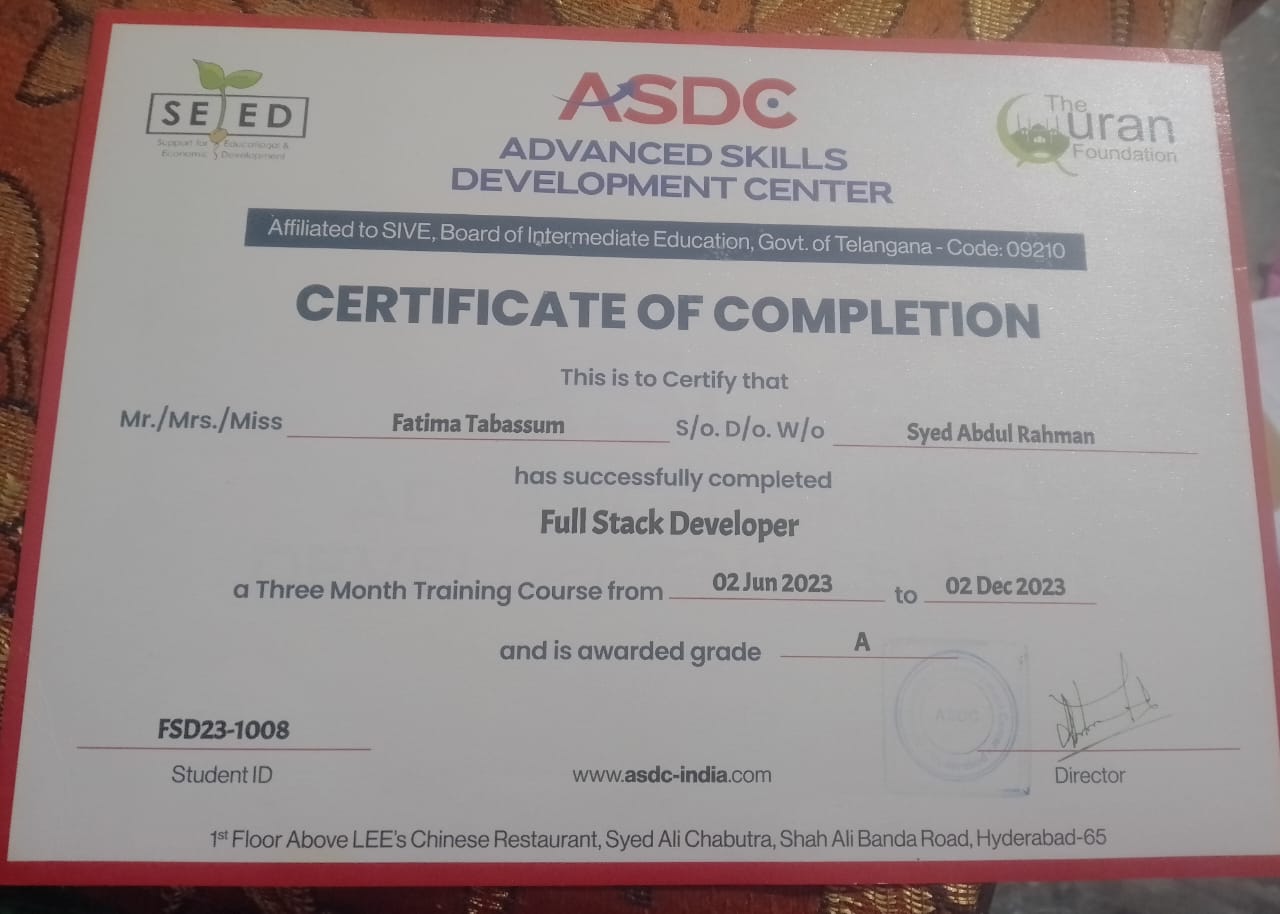 SEED
Support for Educational &
Economic Development
ASDC
ADVANCED SKILLS
DEVELOPMENT CENTER
The
Quran
Foundation
Affiliated to SIVE, Board of Intermediate Education, Govt. of Telangana - Code: 09210
CERTIFICATE OF COMPLETION
This is to Certify that
Mr./Mrs./Miss Fatima Tabassum S/o. D/o. W/o Syed Abdul Rahman
has successfully completed
Full Stack Developer
a Three Month Training Course from 02 Jun 2023 to 02 Dec 2023
and is awarded grade A
ASDC
FSD23-1008
Student ID
www.asdc-india.com
Director
1st Floor Above LEE's Chinese Restaurant, Syed Ali Chabutra, Shah Ali Banda Road, Hyderabad-65